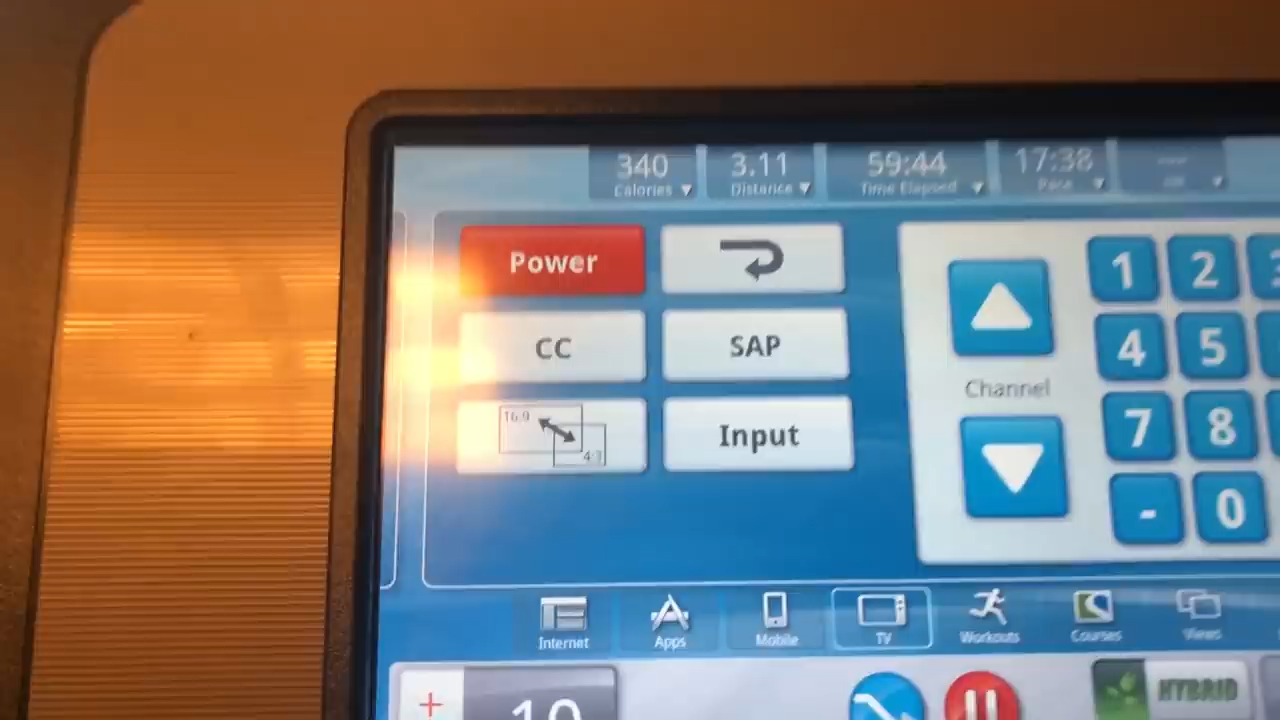 340 3.11 59:44 17:38 ---
Calories ▼ Distance ▼ Time Elapsed ▼ Pace ▼
Power
CC SAP
16:9
4:3
Input
Channel
1 2
4 5
7 8
- 0
Internet Apps Mobile TV Workouts Courses Views
+ 10
HYBRID